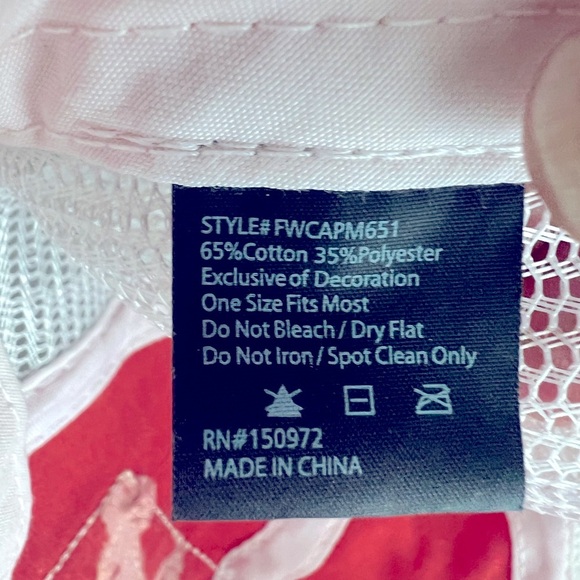 STYLE# FWCAPM651
65%Cotton 35%Polyester
Exclusive of Decoration
One Size Fits Most
Do Not Bleach / Dry Flat
Do Not Iron / Spot Clean Only
RN#150972
MADE IN CHINA